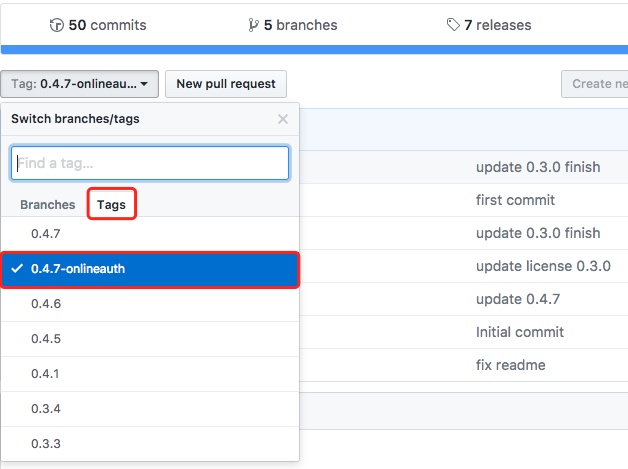 50 commits 5 branches 7 releases
Tag: 0.4.7-onlineau... New pull request Create ne
Switch branches/tags
Find a tag...
update 0.3.0 finish
first commit
Branches Tags
0.4.7 update 0.3.0 finish
0.4.7-onlineauth update license 0.3.0
0.4.6 update 0.4.7
0.4.5 Initial commit
0.4.1 fix readme
0.3.4
0.3.3